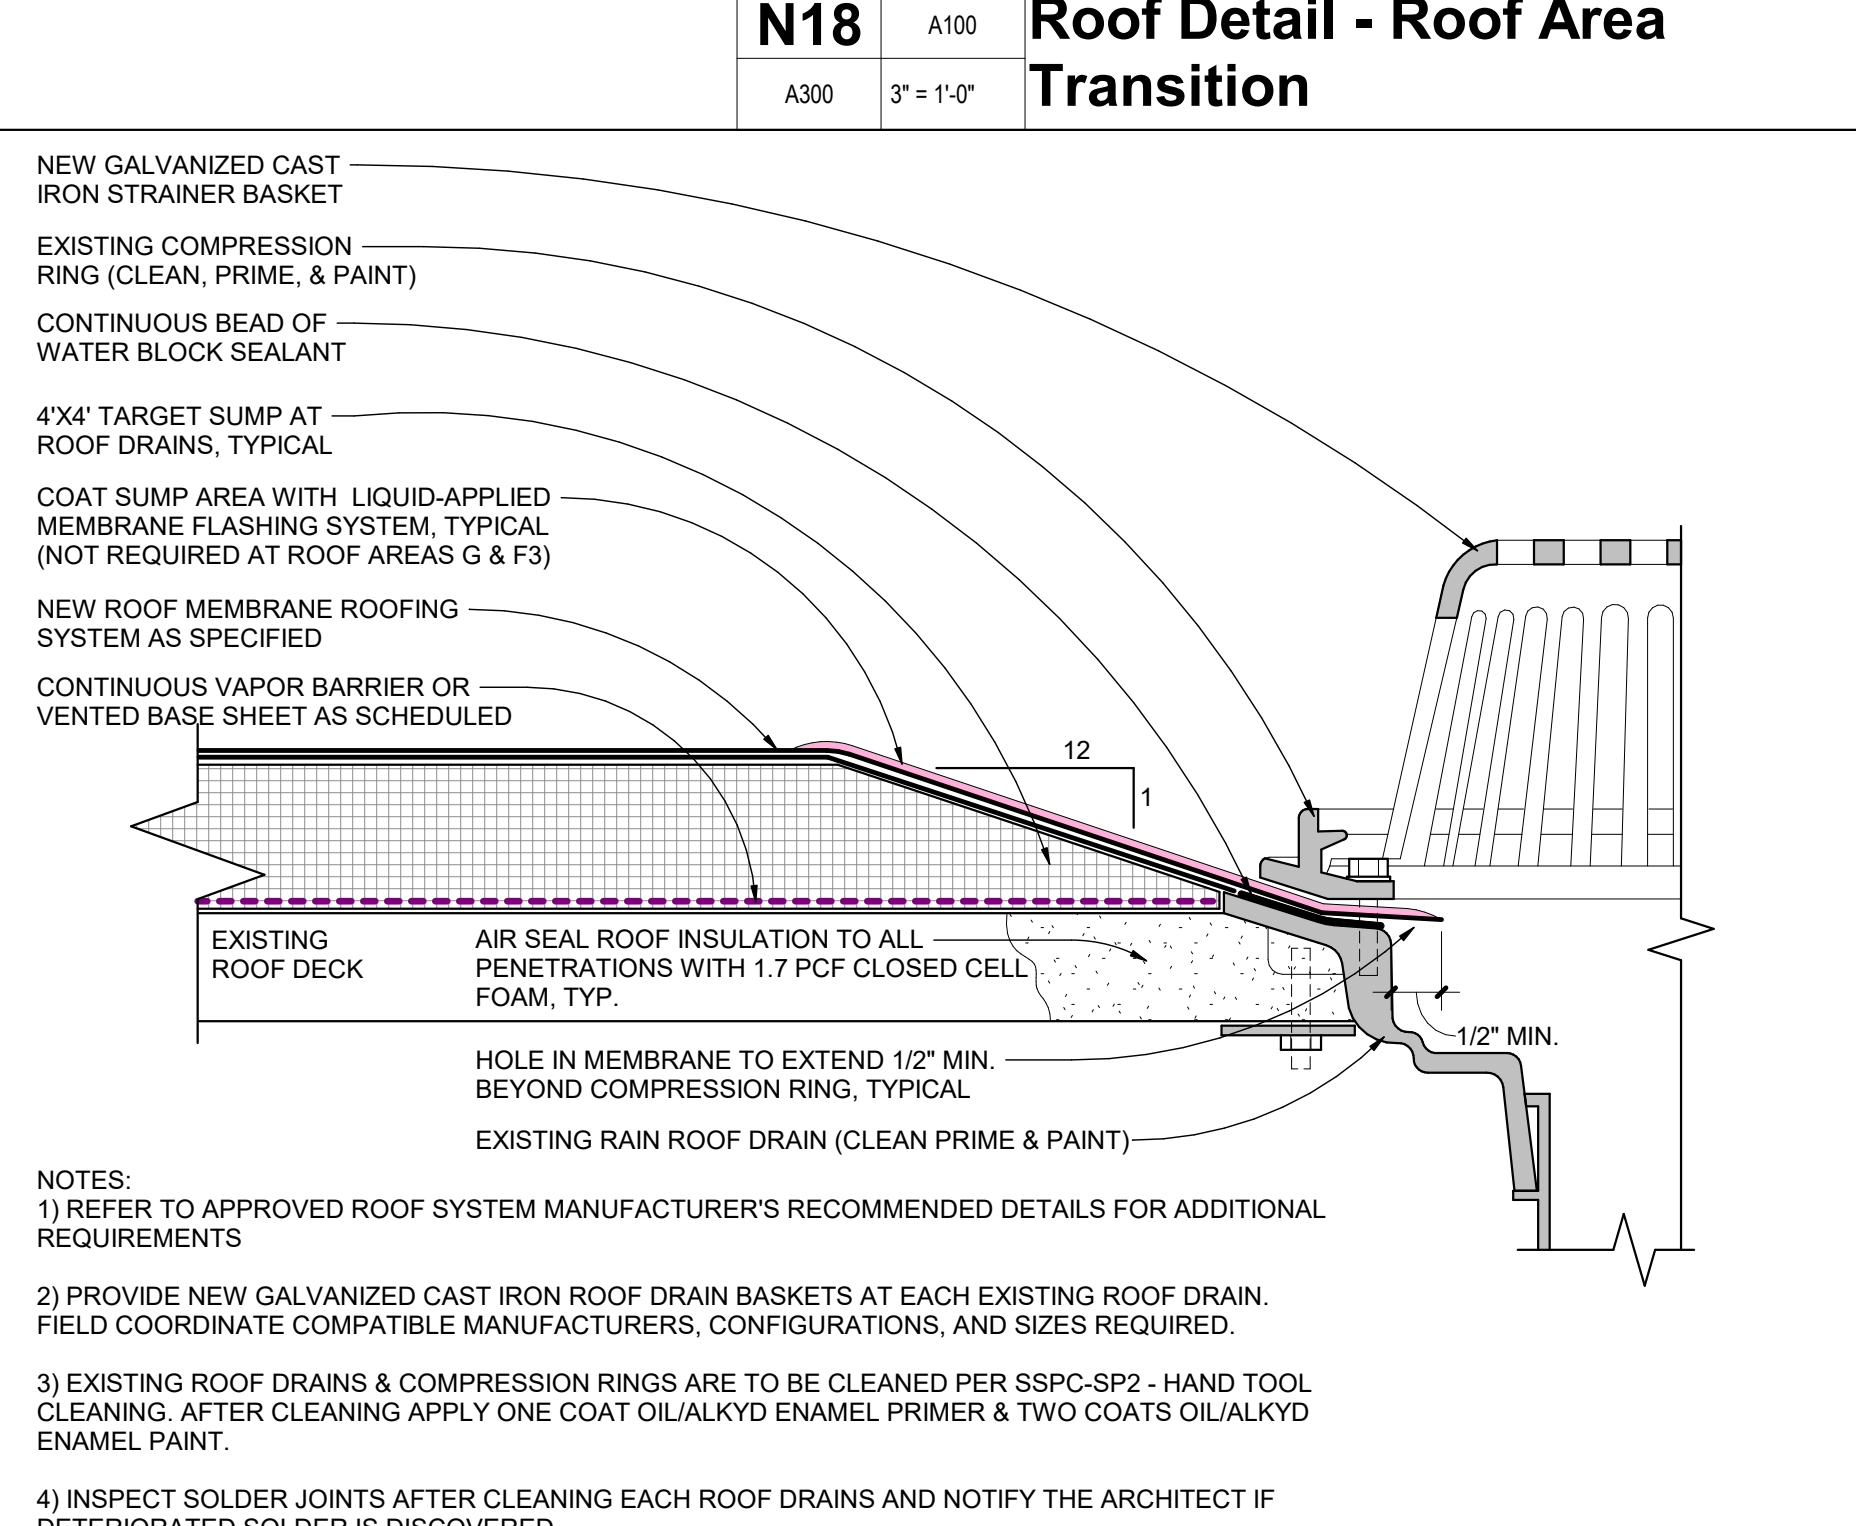 N18
A100
Roof Detail - Roof Area
Transition
A300
3" = 1'-0"
NEW GALVANIZED CAST
IRON STRAINER BASKET
EXISTING COMPRESSION
RING (CLEAN, PRIME, & PAINT)
CONTINUOUS BEAD OF
WATER BLOCK SEALANT
4'X4' TARGET SUMP AT
ROOF DRAINS, TYPICAL
COAT SUMP AREA WITH  LIQUID-APPLIED
MEMBRANE FLASHING SYSTEM, TYPICAL
(NOT REQUIRED AT ROOF AREAS G & F3)
NEW ROOF MEMBRANE ROOFING
SYSTEM AS SPECIFIED
CONTINUOUS VAPOR BARRIER OR
VENTED BASE SHEET AS SCHEDULED
12
1
EXISTING
ROOF DECK
AIR SEAL ROOF INSULATION TO ALL
PENETRATIONS WITH 1.7 PCF CLOSED CELL
FOAM, TYP.
1/2" MIN.
HOLE IN MEMBRANE TO EXTEND 1/2" MIN.
BEYOND COMPRESSION RING, TYPICAL
EXISTING RAIN ROOF DRAIN (CLEAN PRIME & PAINT)
NOTES:
1) REFER TO APPROVED ROOF SYSTEM MANUFACTURER'S RECOMMENDED DETAILS FOR ADDITIONAL
REQUIREMENTS
2) PROVIDE NEW GALVANIZED CAST IRON ROOF DRAIN BASKETS AT EACH EXISTING ROOF DRAIN.
FIELD COORDINATE COMPATIBLE MANUFACTURERS, CONFIGURATIONS, AND SIZES REQUIRED.
3) EXISTING ROOF DRAINS & COMPRESSION RINGS ARE TO BE CLEANED PER SSPC-SP2 - HAND TOOL
CLEANING. AFTER CLEANING APPLY ONE COAT OIL/ALKYD ENAMEL PRIMER & TWO COATS OIL/ALKYD
ENAMEL PAINT.
4) INSPECT SOLDER JOINTS AFTER CLEANING EACH ROOF DRAINS AND NOTIFY THE ARCHITECT IF
DETERIORATED SOLDER IS DISCOVERED